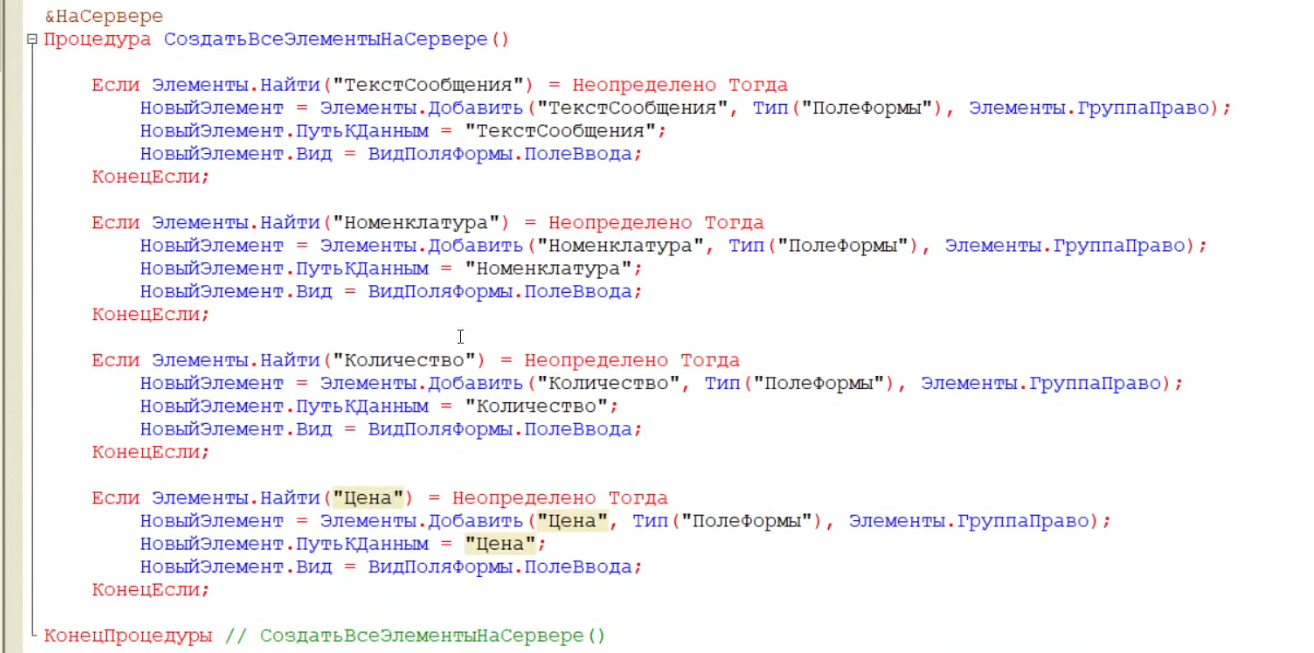 &НаСервере
Процедура СоздатьВсеЭлементыНаСервере()
Если Элементы.Найти("ТекстСообщения") = Неопределено Тогда
НовыйЭлемент = Элементы.Добавить("ТекстСообщения", Тип("ПолеФормы"), Элементы.ГруппаПраво);
НовыйЭлемент.ПутьКДанным = "ТекстСообщения";
НовыйЭлемент.Вид = ВидПоляФормы.ПолеВвода;
КонецЕсли;
Если Элементы.Найти("Номенклатура") = Неопределено Тогда
НовыйЭлемент = Элементы.Добавить("Номенклатура", Тип("ПолеФормы"), Элементы.ГруппаПраво);
НовыйЭлемент.ПутьКДанным = "Номенклатура";
НовыйЭлемент.Вид = ВидПоляФормы.ПолеВвода;
КонецЕсли;
Если Элементы.Найти("Количество") = Неопределено Тогда
НовыйЭлемент = Элементы.Добавить("Количество", Тип("ПолеФормы"), Элементы.ГруппаПраво);
НовыйЭлемент.ПутьКДанным = "Количество";
НовыйЭлемент.Вид = ВидПоляФормы.ПолеВвода;
КонецЕсли;
Если Элементы.Найти("Цена") = Неопределено Тогда
НовыйЭлемент = Элементы.Добавить("Цена", Тип("ПолеФормы"), Элементы.ГруппаПраво);
НовыйЭлемент.ПутьКДанным = "Цена";
НовыйЭлемент.Вид = ВидПоляФормы.ПолеВвода;
КонецЕсли;
КонецПроцедуры // СоздатьВсеЭлементыНаСервере()